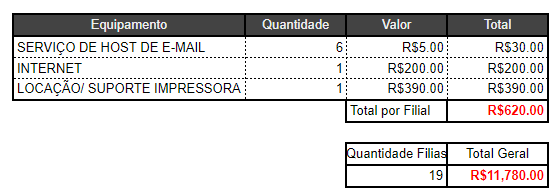 Equipamento Quantidade Valor Total
SERVIÇO DE HOST DE E-MAIL 6 R$5.00 R$30.00
INTERNET 1 R$200.00 R$200.00
LOCAÇÃO/ SUPORTE IMPRESSORA 1 R$390.00 R$390.00
Total por Filial R$620.00
Quantidade Filias Total Geral
19 R$11,780.00